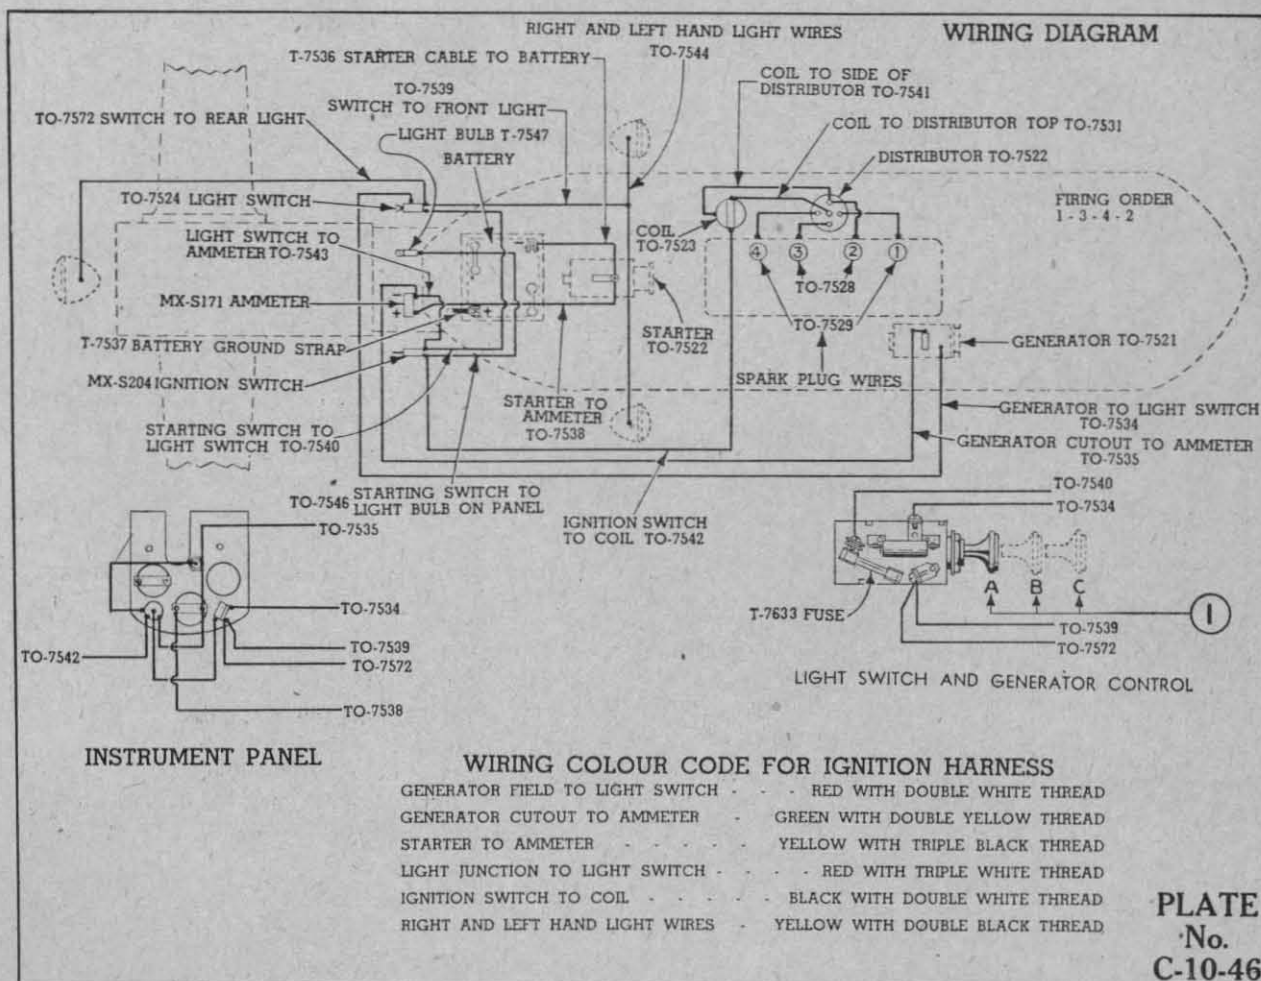 RIGHT AND LEFT HAND LIGHT WIRES
TO-7544
WIRING DIAGRAM
T-7536 STARTER CABLE TO BATTERY
TO-7539
SWITCH TO FRONT LIGHT
COIL TO SIDE OF
DISTRIBUTOR TO-7541
TO-7572 SWITCH TO REAR LIGHT
LIGHT BULB T-7547
COIL TO DISTRIBUTOR TOP TO-7531
BATTERY
DISTRIBUTOR TO-7522
TO-7524 LIGHT SWITCH
FIRING ORDER
1 - 3 - 4 - 2
LIGHT SWITCH TO
AMMETER TO-7543
COIL
TO-7523
4 3 2 1
TO-7528
MX-S171 AMMETER
- +
- +
TO-7529
T-7537 BATTERY GROUND STRAP
STARTER
TO-7522
GENERATOR TO-7521
MX-S204 IGNITION SWITCH
SPARK PLUG WIRES
STARTER TO
AMMETER
TO-7538
GENERATOR TO LIGHT SWITCH
TO-7534
STARTING SWITCH TO
LIGHT SWITCH TO-7540
GENERATOR CUTOUT TO AMMETER
TO-7535
TO-7546 STARTING SWITCH TO
LIGHT BULB ON PANEL
IGNITION SWITCH
TO COIL TO-7542
TO-7535
TO-7534
TO-7539
TO-7572
TO-7542
TO-7538
INSTRUMENT PANEL
TO-7540
TO-7534
T-7633 FUSE
A B C
1
TO-7539
TO-7572
LIGHT SWITCH AND GENERATOR CONTROL
WIRING COLOUR CODE FOR IGNITION HARNESS
GENERATOR FIELD TO LIGHT SWITCH - - - RED WITH DOUBLE WHITE THREAD
GENERATOR CUTOUT TO AMMETER - GREEN WITH DOUBLE YELLOW THREAD
STARTER TO AMMETER - - - - - YELLOW WITH TRIPLE BLACK THREAD
LIGHT JUNCTION TO LIGHT SWITCH - - - - RED WITH TRIPLE WHITE THREAD
IGNITION SWITCH TO COIL - - - - - BLACK WITH DOUBLE WHITE THREAD
RIGHT AND LEFT HAND LIGHT WIRES - YELLOW WITH DOUBLE BLACK THREAD
PLATE
No.
C-10-46